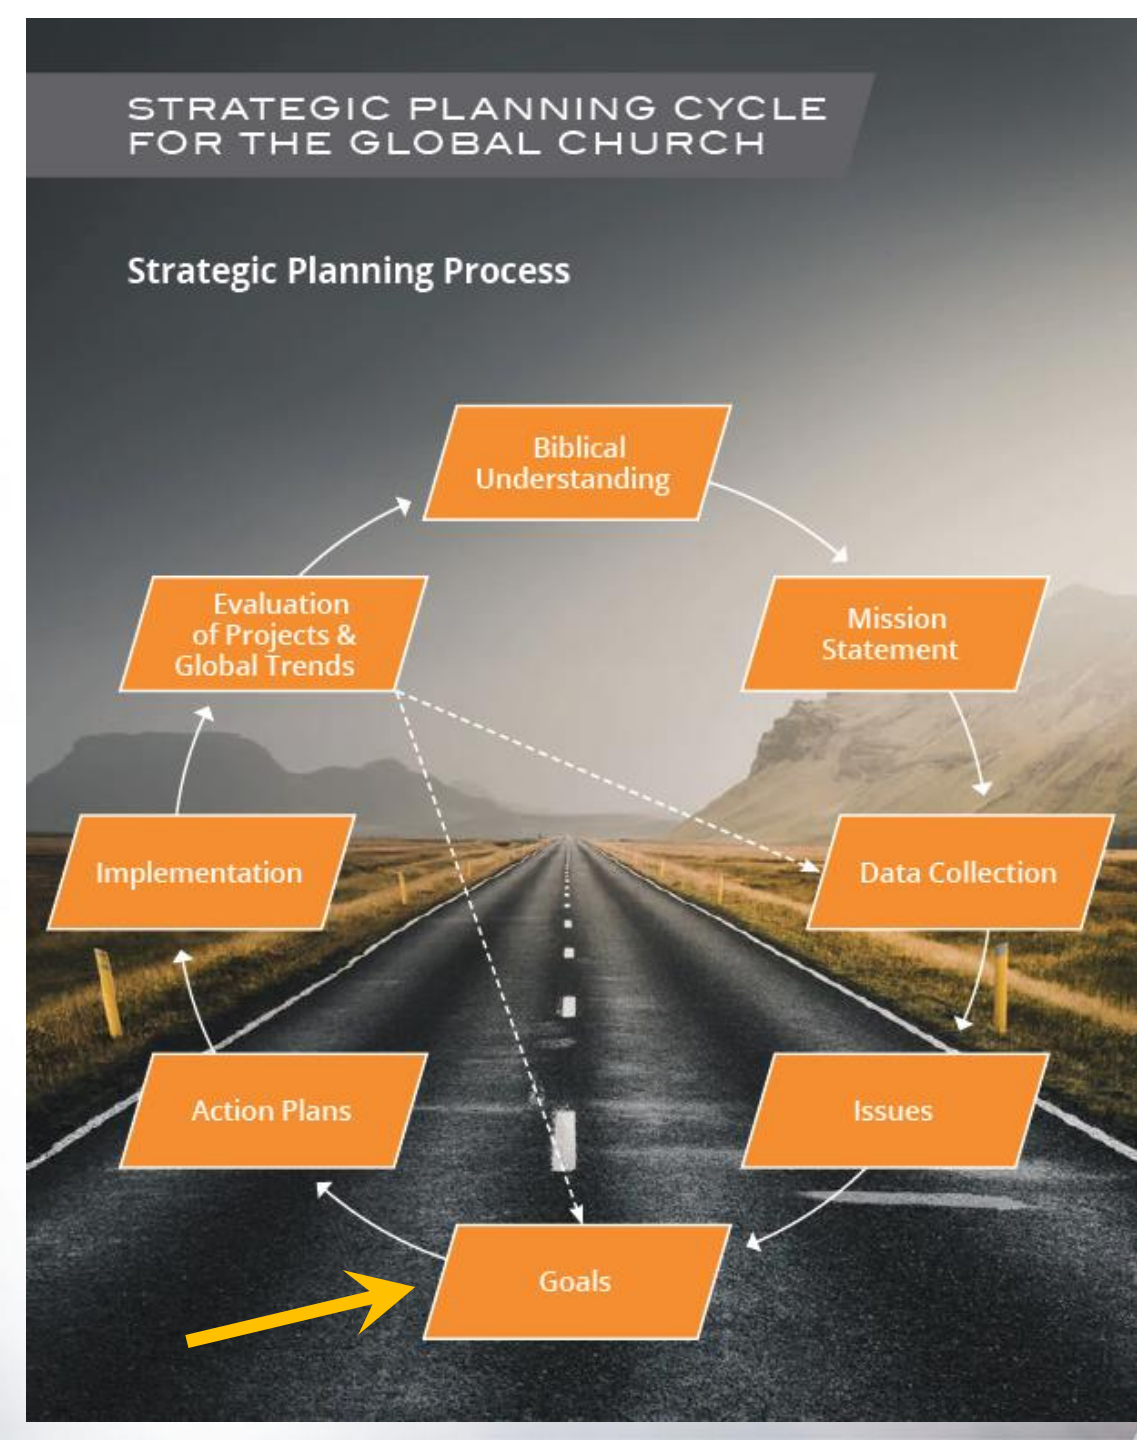 STRATEGIC PLANNING CYCLE
FOR THE GLOBAL CHURCH
Strategic Planning Process
Biblical
Understanding
Mission
Statement
Data Collection
Issues
Goals
Action Plans
Implementation
Evaluation
of Projects &
Global Trends